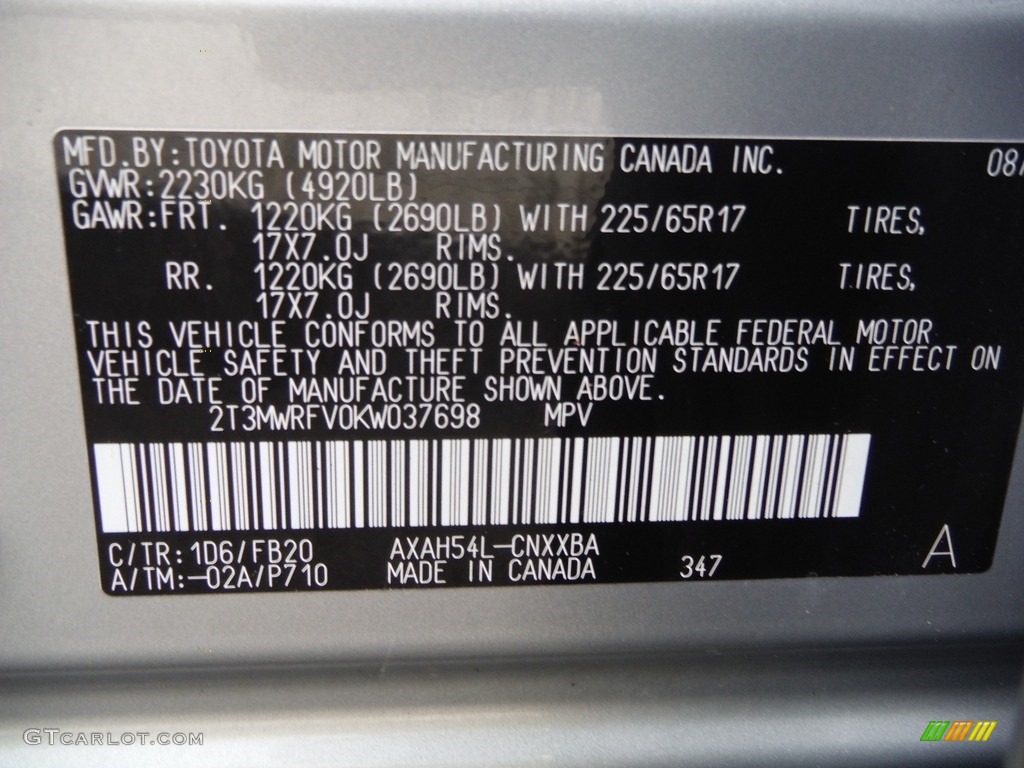 MFD.BY:TOYOTA MOTOR MANUFACTURING CANADA INC. 08/
GVWR:2230KG (4920LB)
GAWR:FRT. 1220KG (2690LB) WITH 225/65R17 TIRES,
17X7.0J RIMS.
RR. 1220KG (2690LB) WITH 225/65R17 TIRES,
17X7.0J RIMS.
THIS VEHICLE CONFORMS TO ALL APPLICABLE FEDERAL MOTOR
VEHICLE SAFETY AND THEFT PREVENTION STANDARDS IN EFFECT ON
THE DATE OF MANUFACTURE SHOWN ABOVE.
2T3MWRFV0KW037698 MPV
C/TR:1D6/FB20 AXAH54L-CNXXBA
A/TM:-02A/P710 MADE IN CANADA 347 A
GTCARLOT.COM